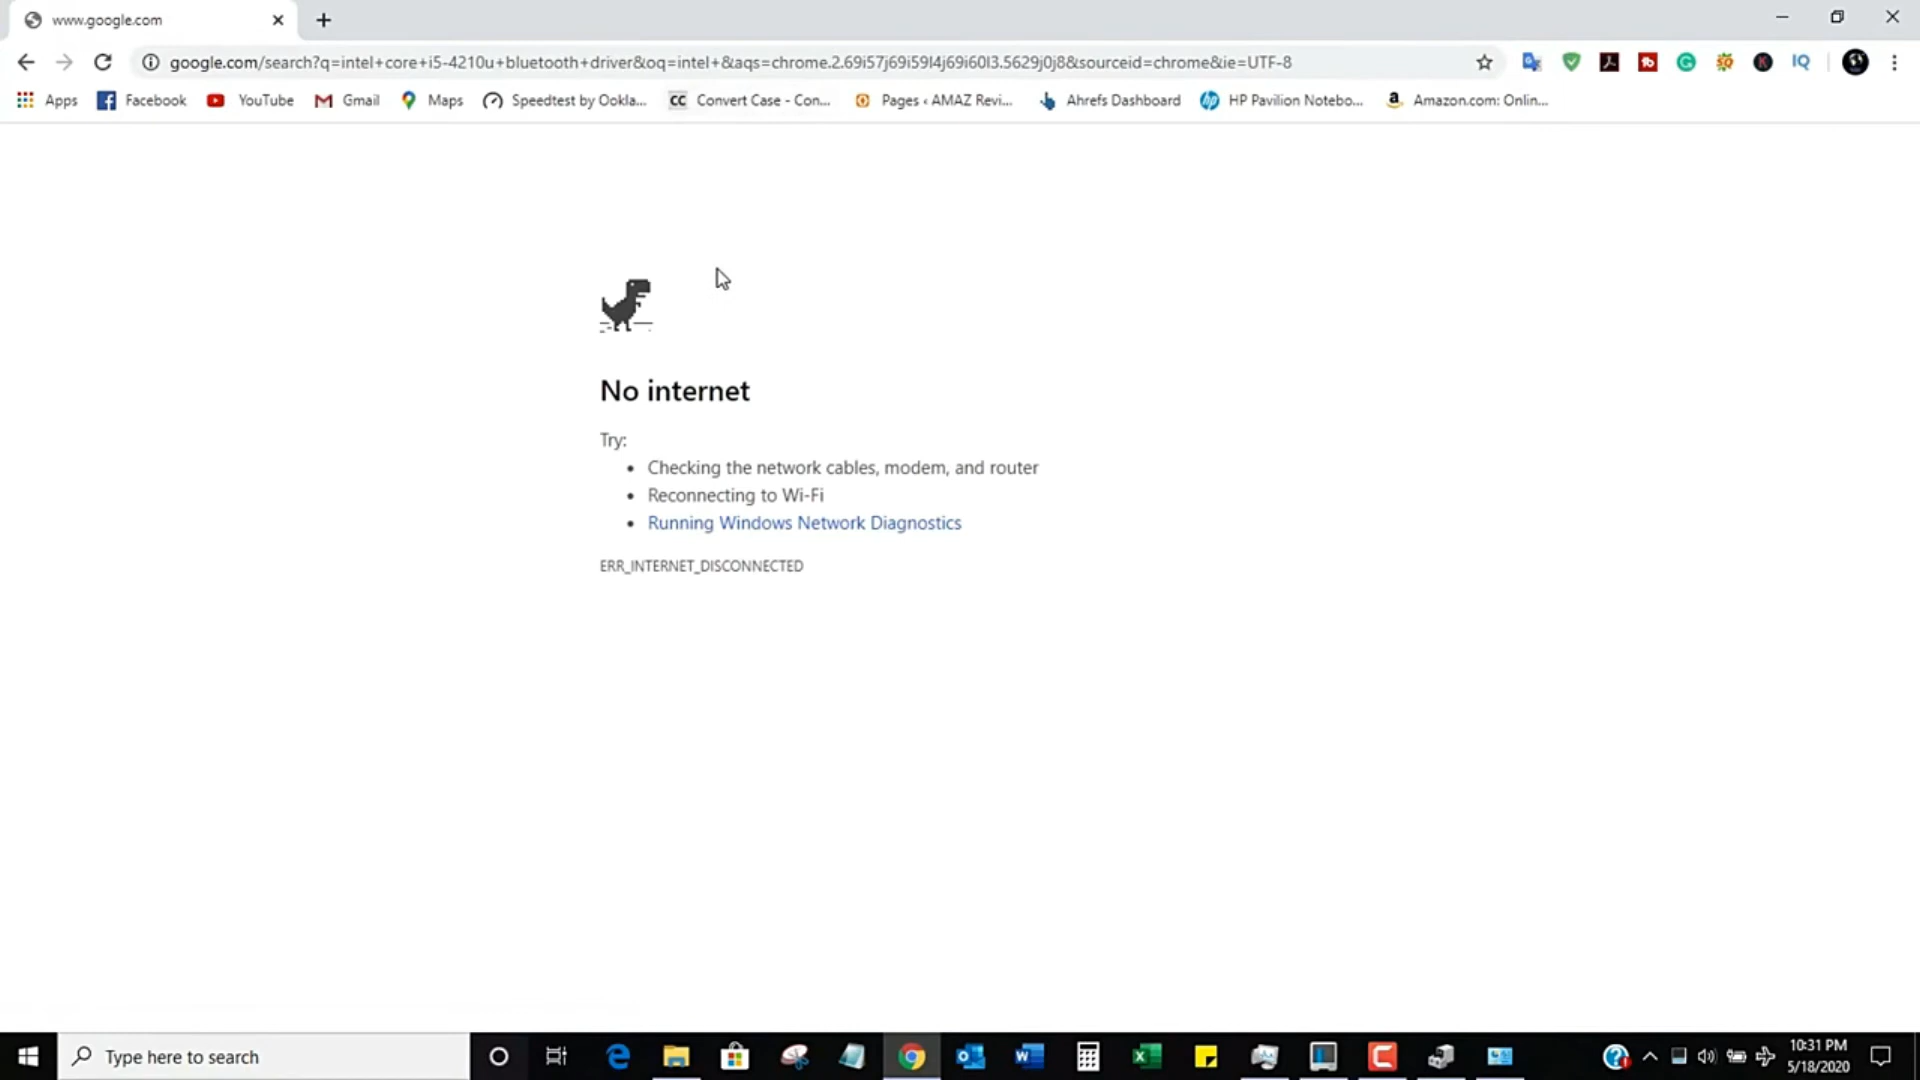 www.google.com
google.com/search?q=intel+core+i5-4210u+bluetooth+driver&oq=intel+&aqs=chrome.2.69i57j69i59l4j69i60l3.5629j0j8&sourceid=chrome&ie=UTF-8
Apps Facebook YouTube Gmail Maps Speedtest by Ookla... CC Convert Case - Con... Pages ‹ AMAZ Revi... Ahrefs Dashboard HP Pavilion Notebo... Amazon.com: Onlin...
No internet
Try:
• Checking the network cables, modem, and router
• Reconnecting to Wi-Fi
• Running Windows Network Diagnostics
ERR_INTERNET_DISCONNECTED
Type here to search
10:31 PM
5/18/2020